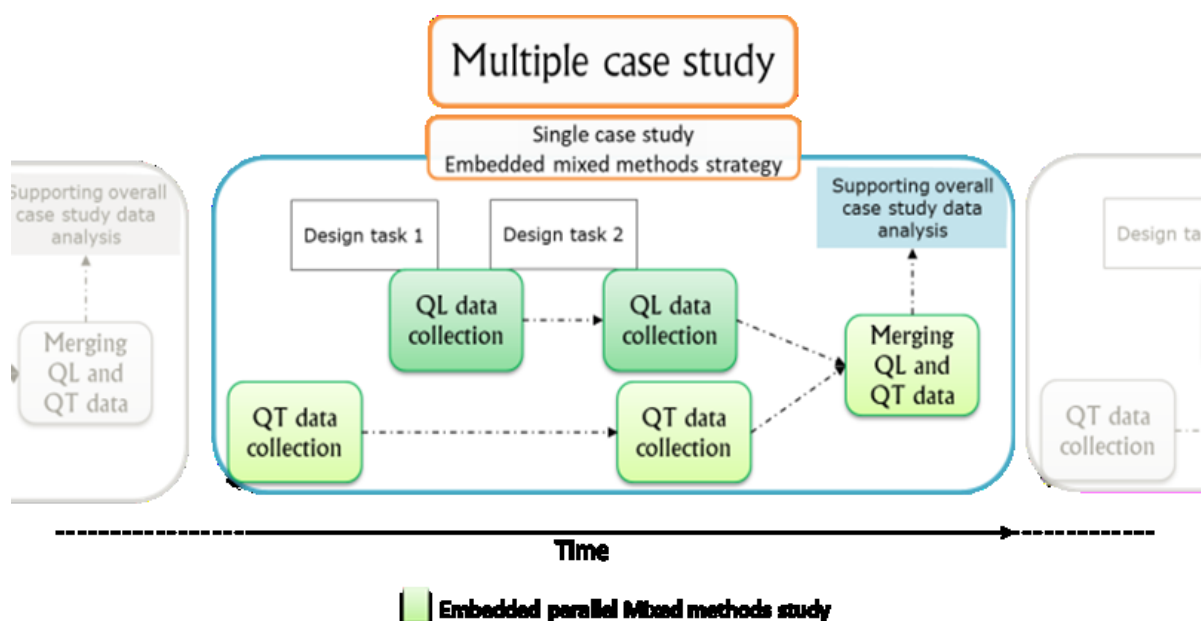 Multiple case study
Single case study
Embedded mixed methods strategy
Supporting overall
case study data
analysis
Merging
QL and
QT data
Design task 1
Design task 2
QL data
collection
QL data
collection
QT data
collection
QT data
collection
Merging
QL and
QT data
Supporting overall
case study data
analysis
Design ta
QT data
collection
Time
Embedded parallel Mixed methods study